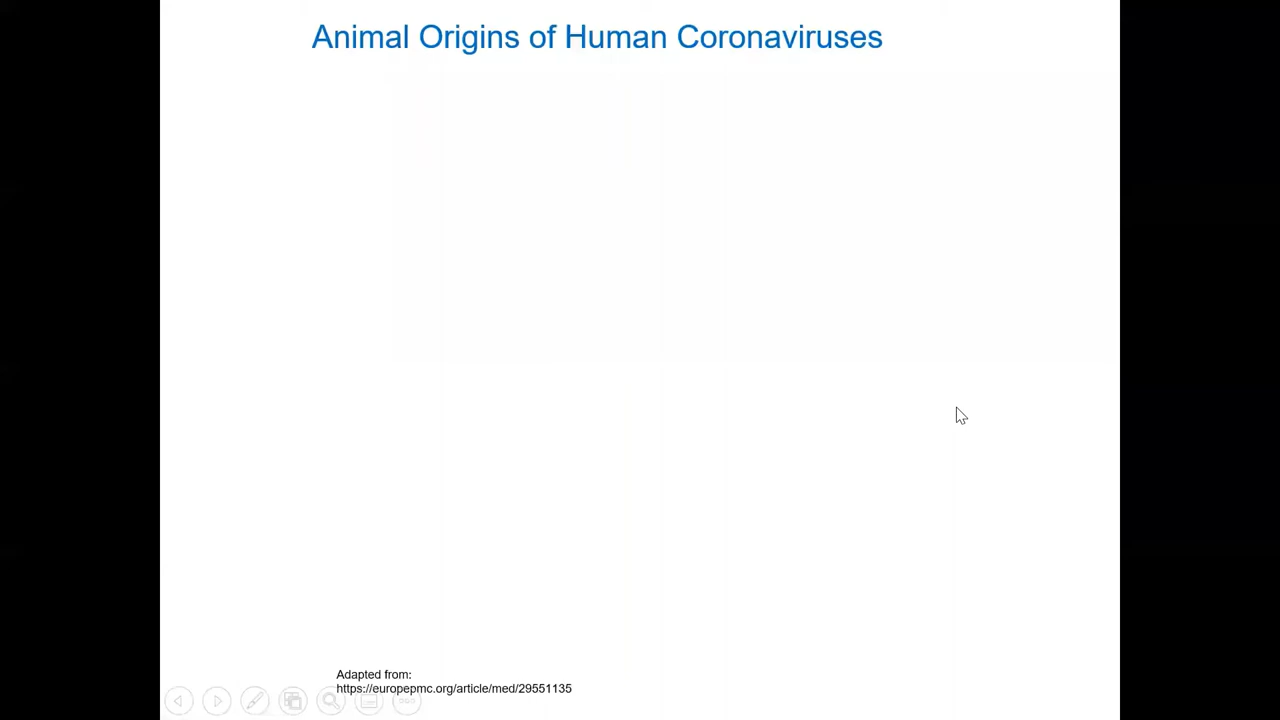 Animal Origins of Human Coronaviruses
Adapted from:
https://europepmc.org/article/med/29551135